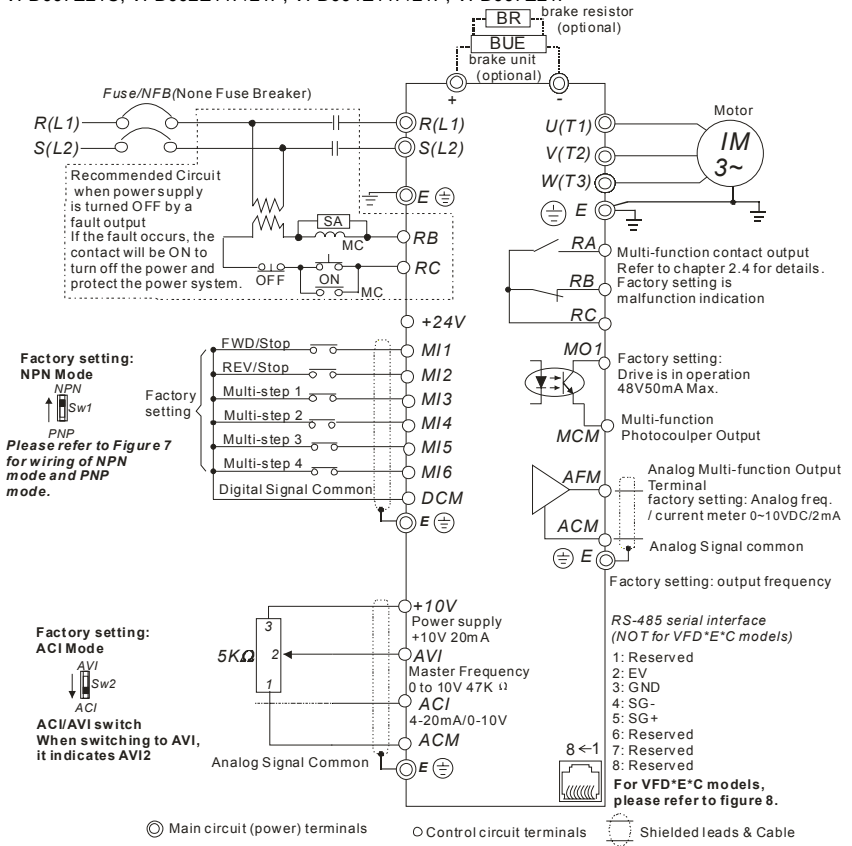 BR
brake resistor
(optional)
BUE
brake unit
(optional)
+
-
Fuse/NFB(None Fuse Breaker)
R(L1)
S(L2)
R(L1)
S(L2)
E
Recommended Circuit
when power supply
is turned OFF by a
fault output
If the fault occurs, the
contact will be ON to
turn off the power and
protect the power system.
SA
MC
OFF
ON
MC
RB
RC
U(T1)
V(T2)
W(T3)
E
Motor
IM
3~
RA
RB
RC
Multi-function contact output
Refer to chapter 2.4 for details.
Factory setting is
malfunction indication
+24V
Factory setting:
NPN Mode
NPN
Sw1
PNP
Please refer to Figure 7
for wiring of NPN
mode and PNP
mode.
Factory
setting
FWD/Stop
MI1
REV/Stop
MI2
Multi-step 1
MI3
Multi-step 2
MI4
Multi-step 3
MI5
Multi-step 4
MI6
Digital Signal Common
DCM
E
MO1
Factory setting:
Drive is in operation
48V50mA Max.
MCM
Multi-function
Photocoulper Output
AFM
Analog Multi-function Output
Terminal
factory setting: Analog freq.
/ current meter 0~10VDC/2mA
ACM
Analog Signal common
E
Factory setting: output frequency
Factory setting:
ACI Mode
AVI
Sw2
ACI
ACI/AVI switch
When switching to AVI,
it indicates AVI2
5KΩ
3
2
1
+10V
Power supply
+10V 20mA
AVI
Master Frequency
0 to 10V 47K Ω
ACI
4-20mA/0-10V
ACM
Analog Signal Common
E
RS-485 serial interface
(NOT for VFD*E*C models)
1: Reserved
2: EV
3: GND
4: SG-
5: SG+
6: Reserved
7: Reserved
8: Reserved
8←1
For VFD*E*C models,
please refer to figure 8.
Main circuit (power) terminals
Control circuit terminals
Shielded leads & Cable